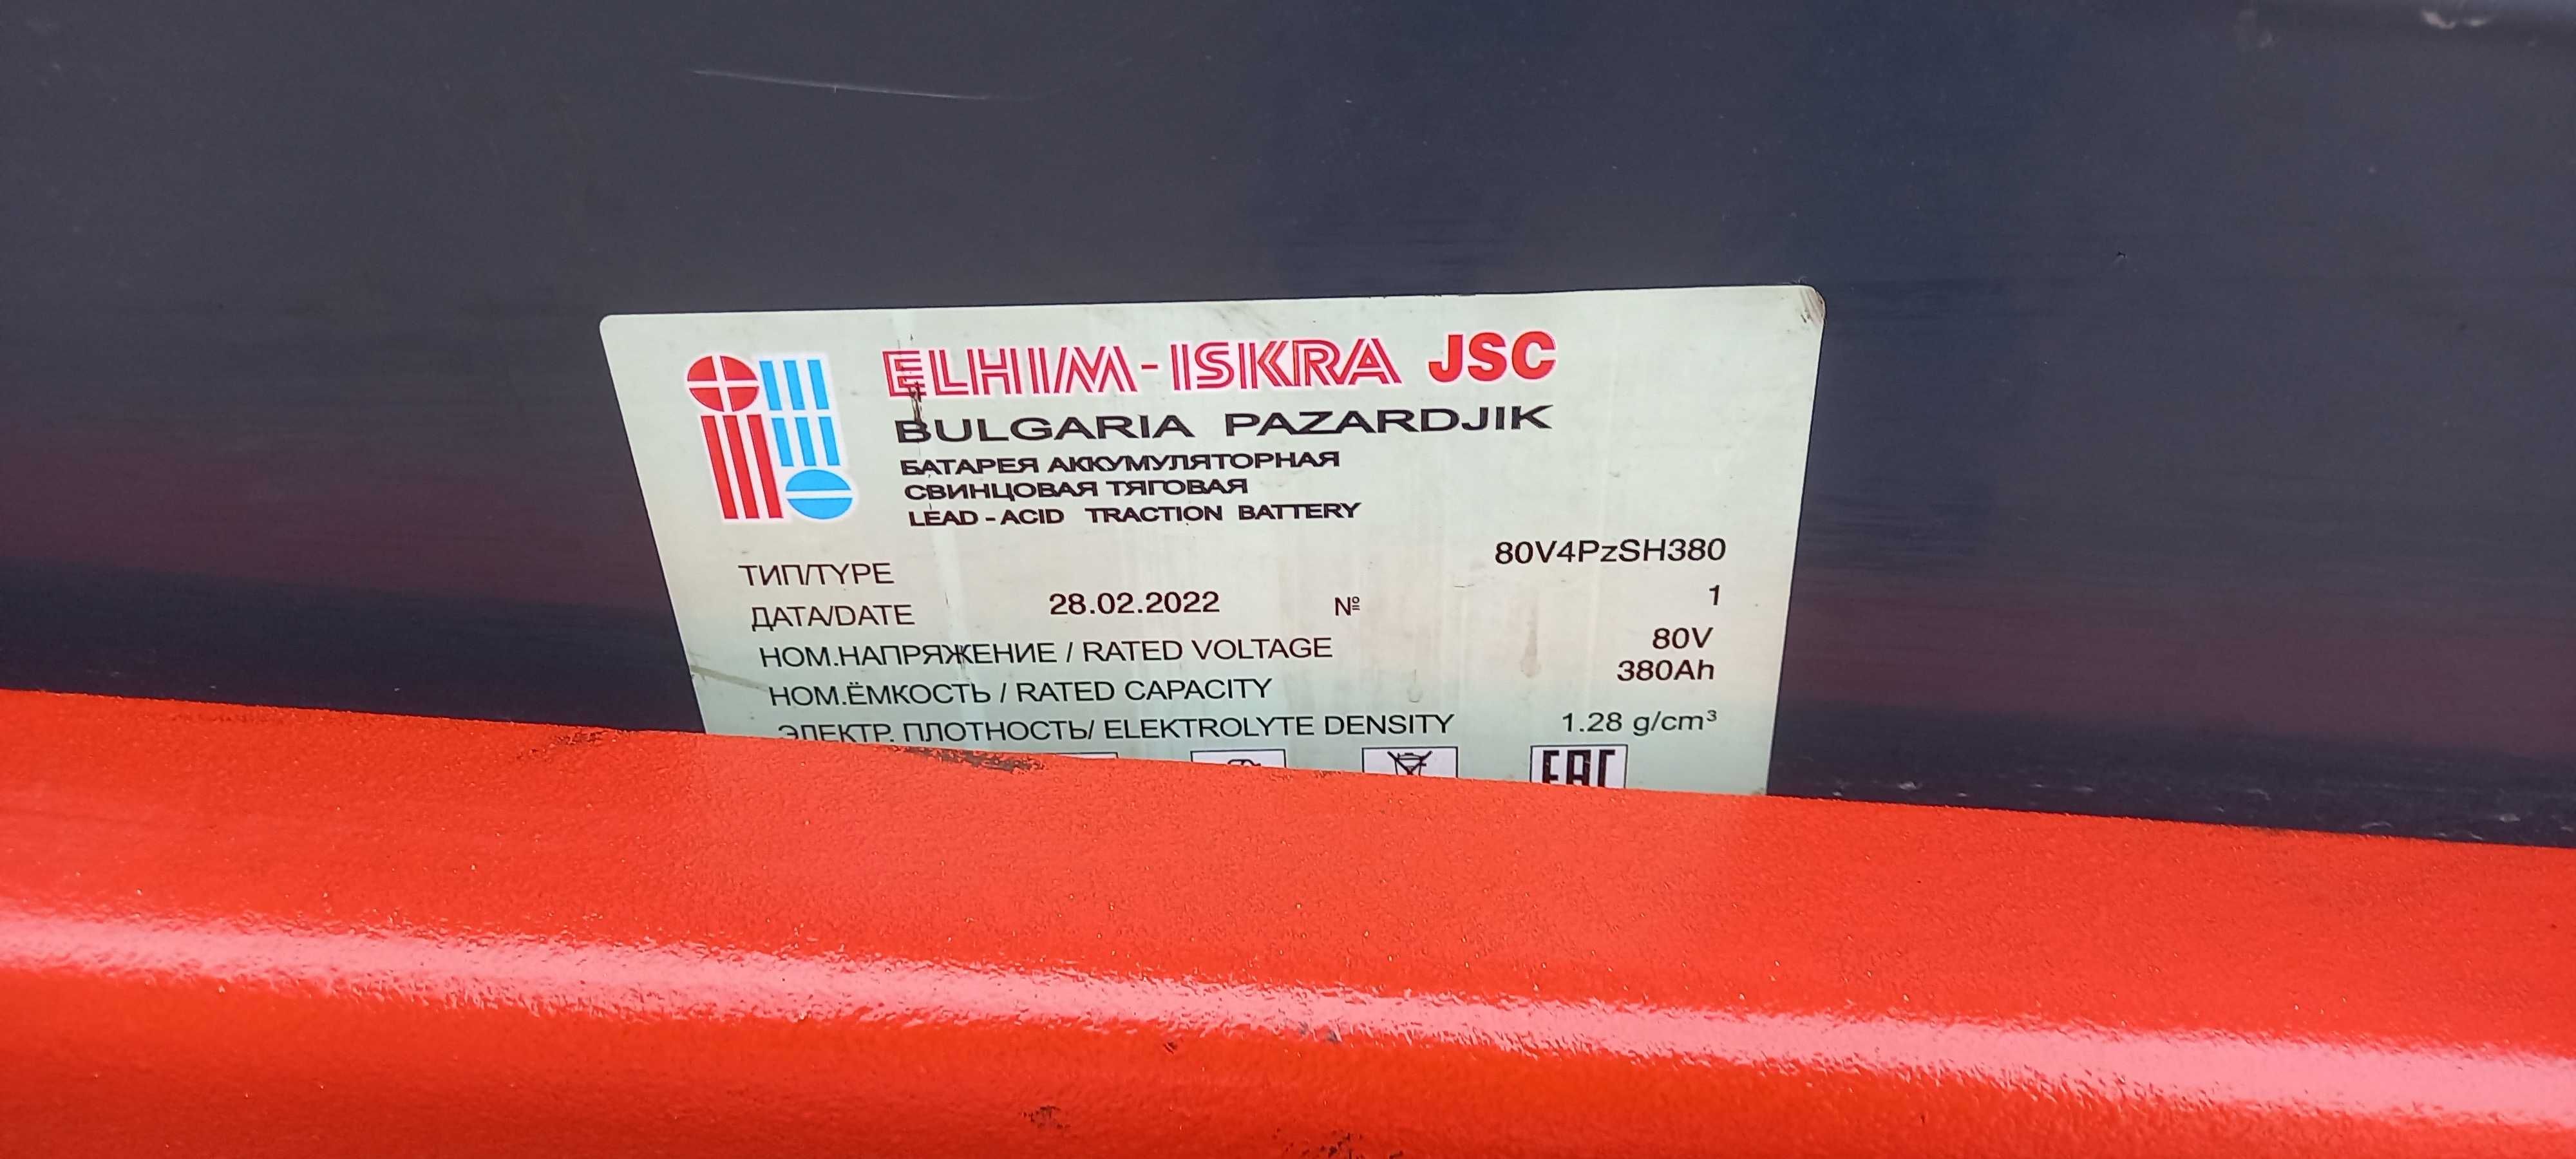 ELHIM-ISKRA JSC
BULGARIA PAZARDJIK
БАТАРЕЯ АККУМУЛЯТОРНАЯ
СВИНЦОВАЯ ТЯГОВАЯ
LEAD-ACID TRACTION BATTERY
ТИП/TYPE 80V4PzSH380
ДАТА/DATE 28.02.2022 № 1
НОМ.НАПРЯЖЕНИЕ / RATED VOLTAGE 80V
НОМ.ЁМКОСТЬ / RATED CAPACITY 380Ah
ЭЛЕКТР. ПЛОТНОСТЬ/ ELEKTROLYTE DENSITY 1.28 g/cm³
EAC